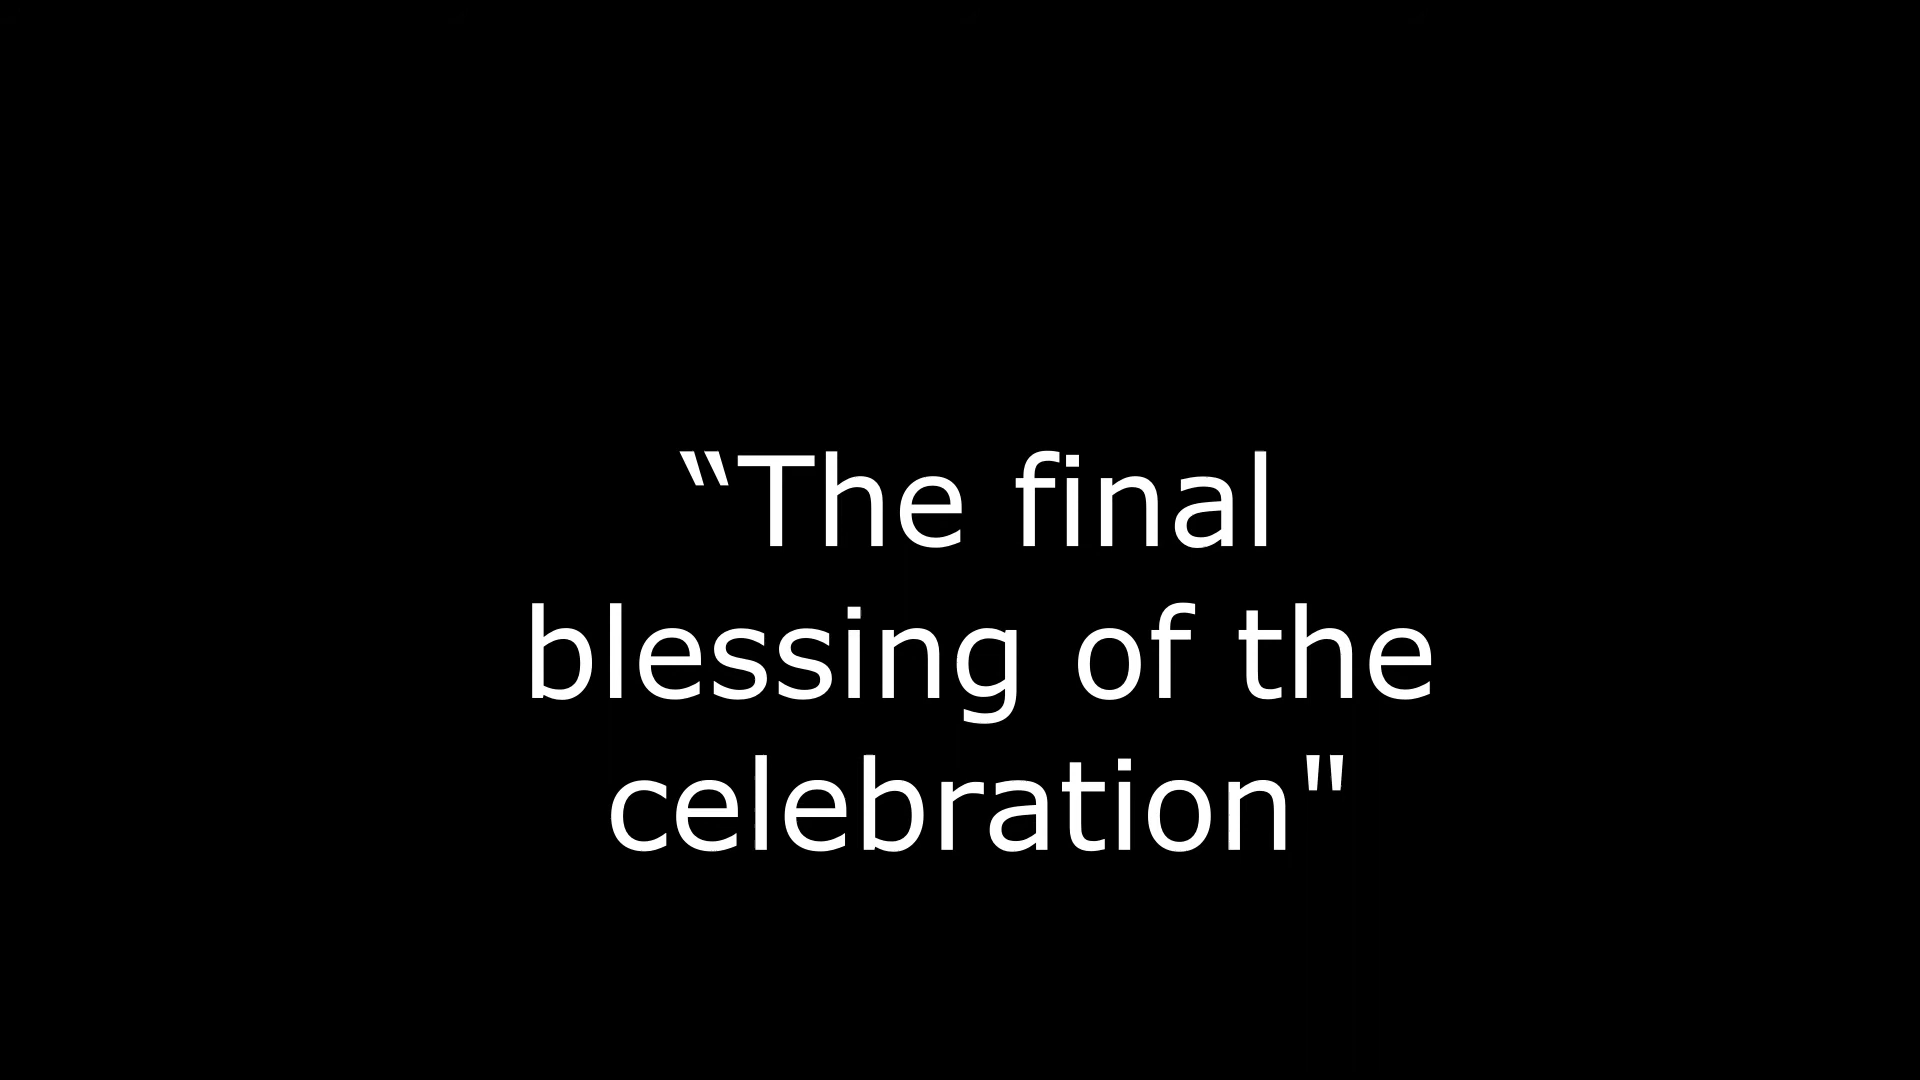 “The final
blessing of the
celebration"